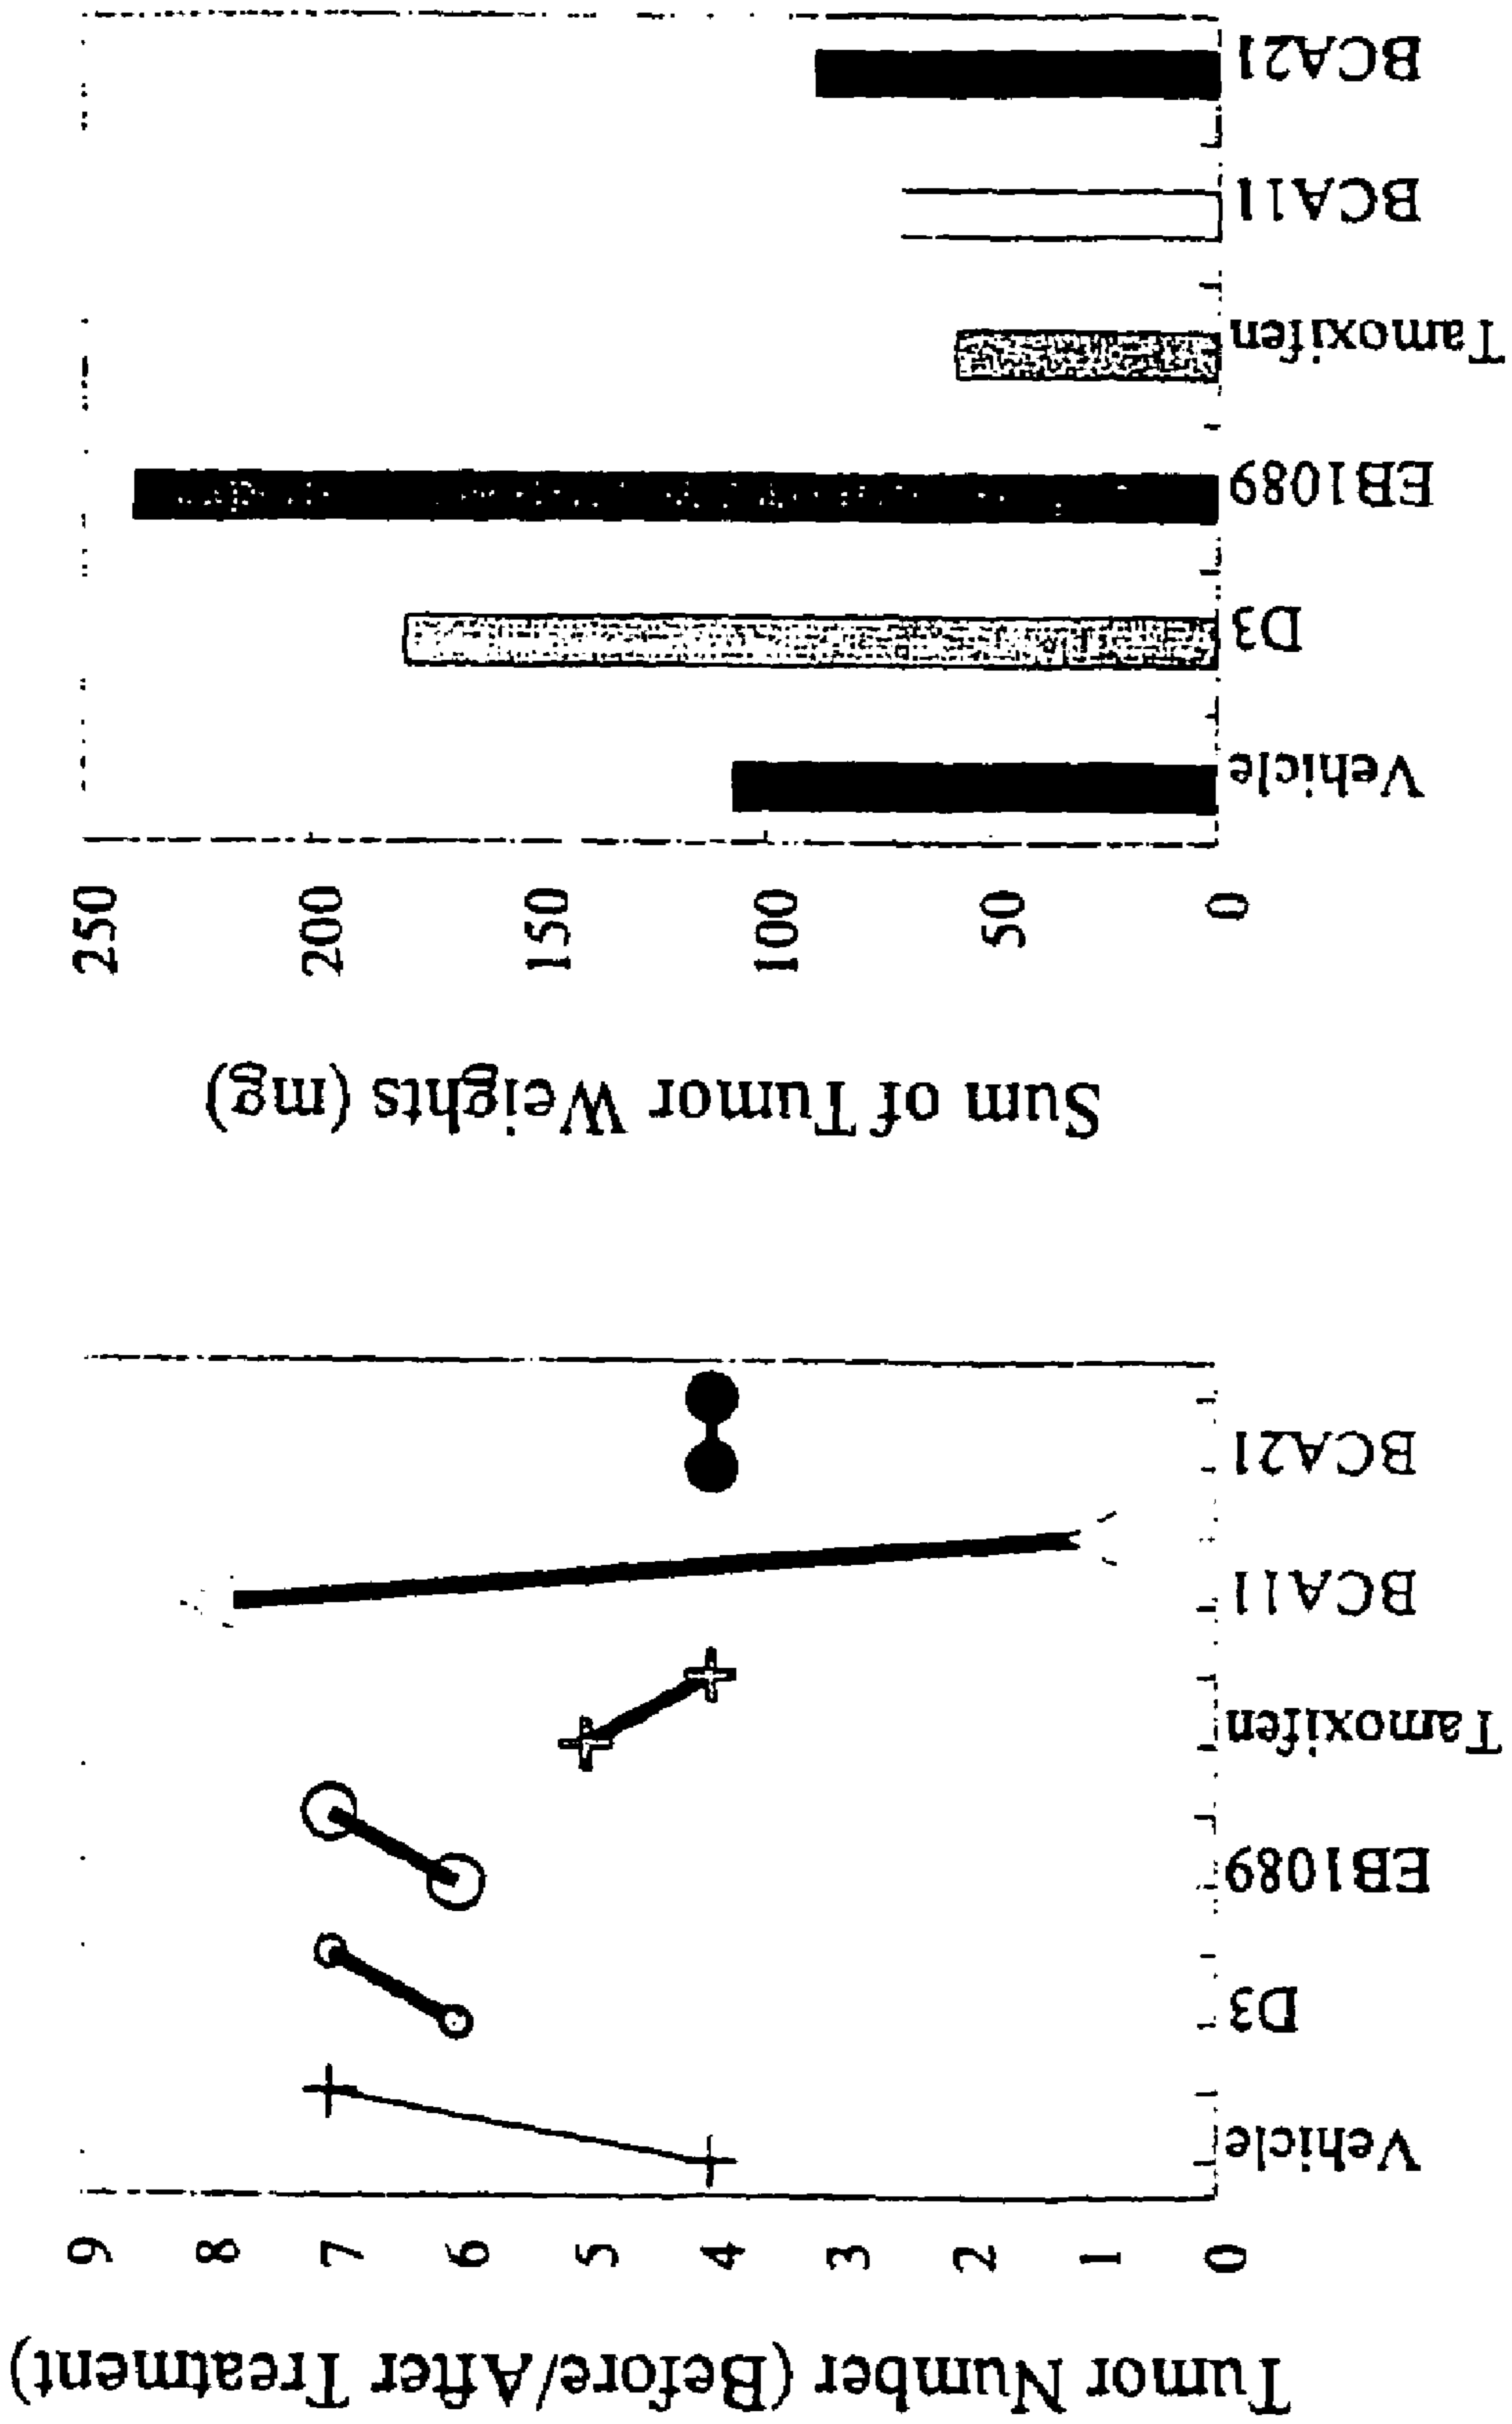 Tumor Number (Before/After Treatment)
9
8
7
6
5
4
3
2
1
0
Vehicle
D3
EB1089
Tamoxifen
BCA11
BCA21
Sum of Tumor Weights (mg)
250
200
150
100
50
0
Vehicle
D3
EB1089
Tamoxifen
BCA11
BCA21